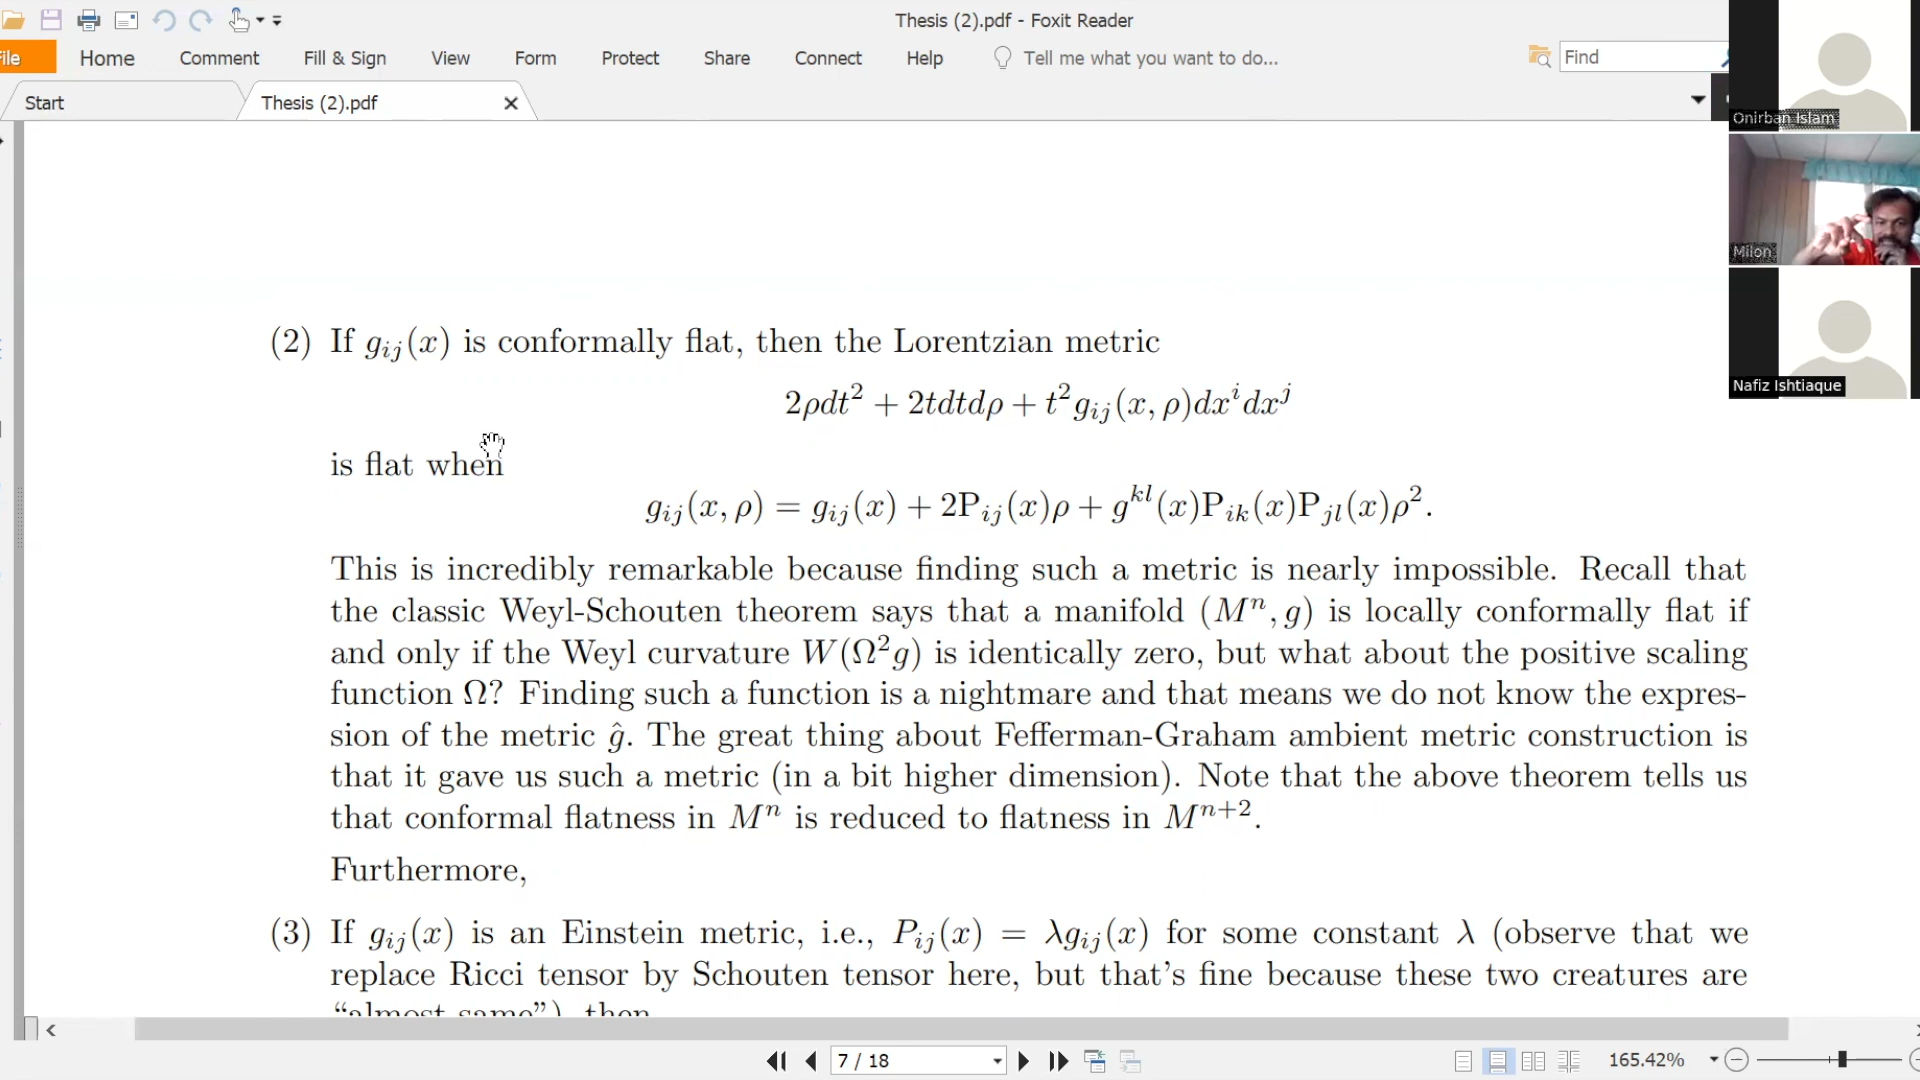 Thesis (2).pdf - Foxit Reader
File Home Comment Fill & Sign View Form Protect Share Connect Help Tell me what you want to do... Find
Start Thesis (2).pdf
Onirban Islam
Milon
Nafiz Ishtiaque
(2) If g_{ij}(x) is conformally flat, then the Lorentzian metric
2ρdt² + 2tdtdρ + t²g_{ij}(x, ρ)dx^i dx^j
is flat when
g_{ij}(x, ρ) = g_{ij}(x) + 2P_{ij}(x)ρ + g^{kl}(x)P_{ik}(x)P_{jl}(x)ρ².
This is incredibly remarkable because finding such a metric is nearly impossible. Recall that
the classic Weyl-Schouten theorem says that a manifold (M^n, g) is locally conformally flat if
and only if the Weyl curvature W(Ω²g) is identically zero, but what about the positive scaling
function Ω? Finding such a function is a nightmare and that means we do not know the expres-
sion of the metric ĝ. The great thing about Fefferman-Graham ambient metric construction is
that it gave us such a metric (in a bit higher dimension). Note that the above theorem tells us
that conformal flatness in M^n is reduced to flatness in M^{n+2}.
Furthermore,
(3) If g_{ij}(x) is an Einstein metric, i.e., P_{ij}(x) = λg_{ij}(x) for some constant λ (observe that we
replace Ricci tensor by Schouten tensor here, but that's fine because these two creatures are
“almost same”), then
7 / 18 165.42%